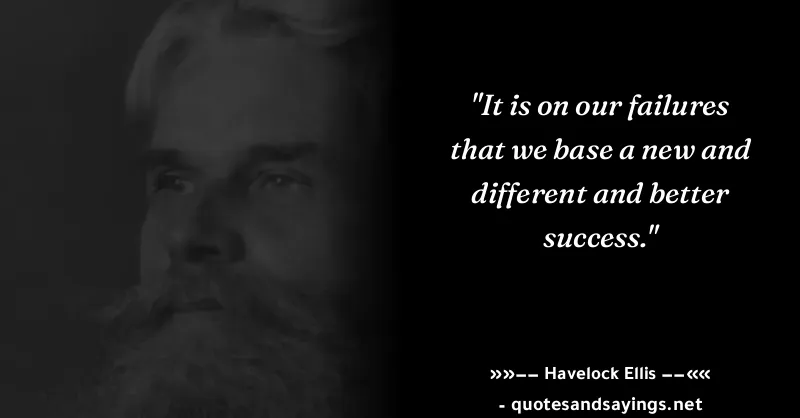 "It is on our failures
that we base a new and
different and better
success."
»»—— Havelock Ellis ——««
- quotesandsayings.net